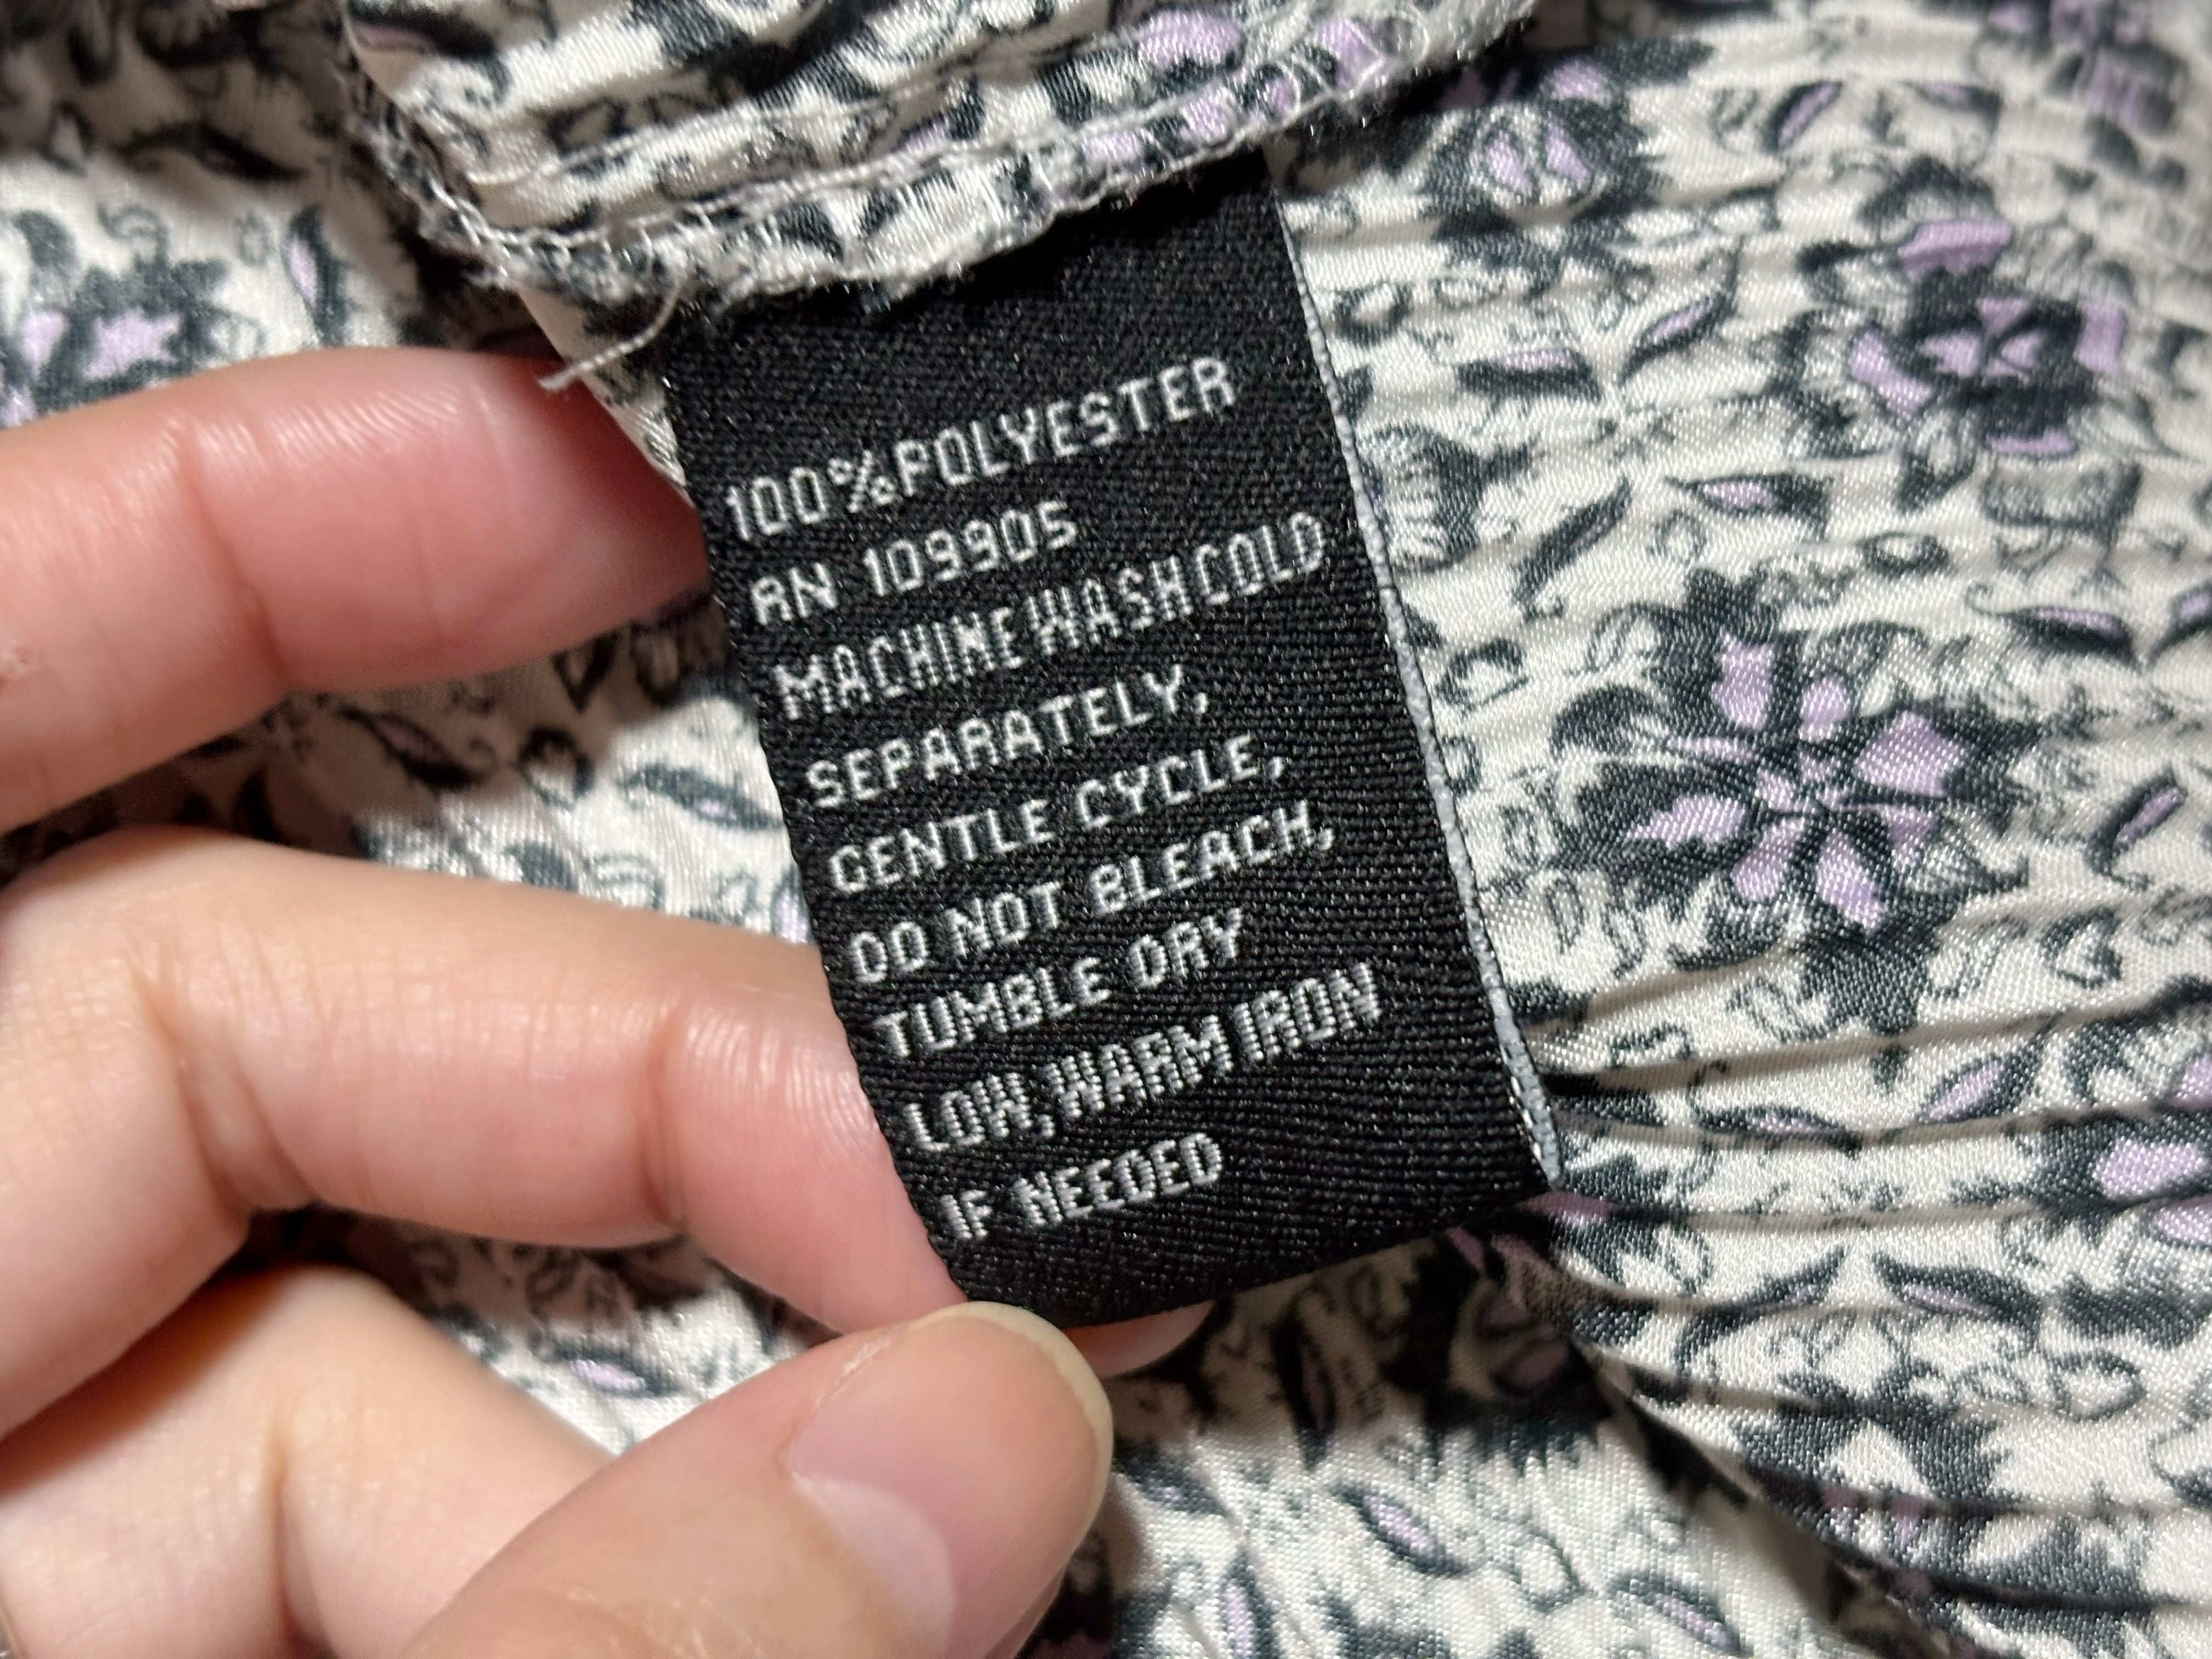 100% POLYESTER
RN 109905
MACHINE WASH COLD
SEPARATELY,
GENTLE CYCLE,
DO NOT BLEACH,
TUMBLE DRY
LOW, WARM IRON
IF NEEDED